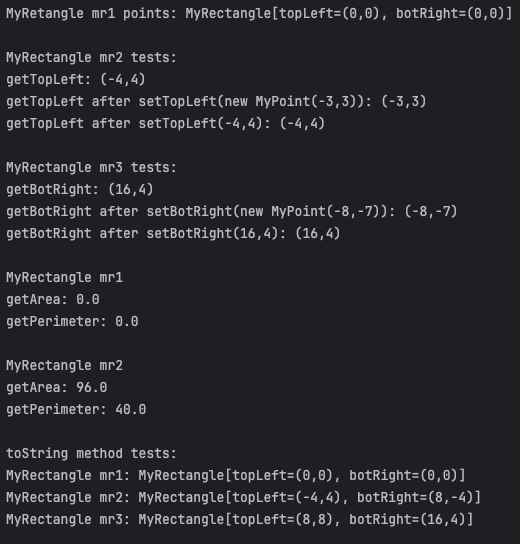 MyRetangle mr1 points: MyRectangle[topLeft=(0,0), botRight=(0,0)]
MyRectangle mr2 tests:
getTopLeft: (-4,4)
getTopLeft after setTopLeft(new MyPoint(-3,3)): (-3,3)
getTopLeft after setTopLeft(-4,4): (-4,4)
MyRectangle mr3 tests:
getBotRight: (16,4)
getBotRight after setBotRight(new MyPoint(-8,-7)): (-8,-7)
getBotRight after setBotRight(16,4): (16,4)
MyRectangle mr1
getArea: 0.0
getPerimeter: 0.0
MyRectangle mr2
getArea: 96.0
getPerimeter: 40.0
toString method tests:
MyRectangle mr1: MyRectangle[topLeft=(0,0), botRight=(0,0)]
MyRectangle mr2: MyRectangle[topLeft=(-4,4), botRight=(8,-4)]
MyRectangle mr3: MyRectangle[topLeft=(8,8), botRight=(16,4)]